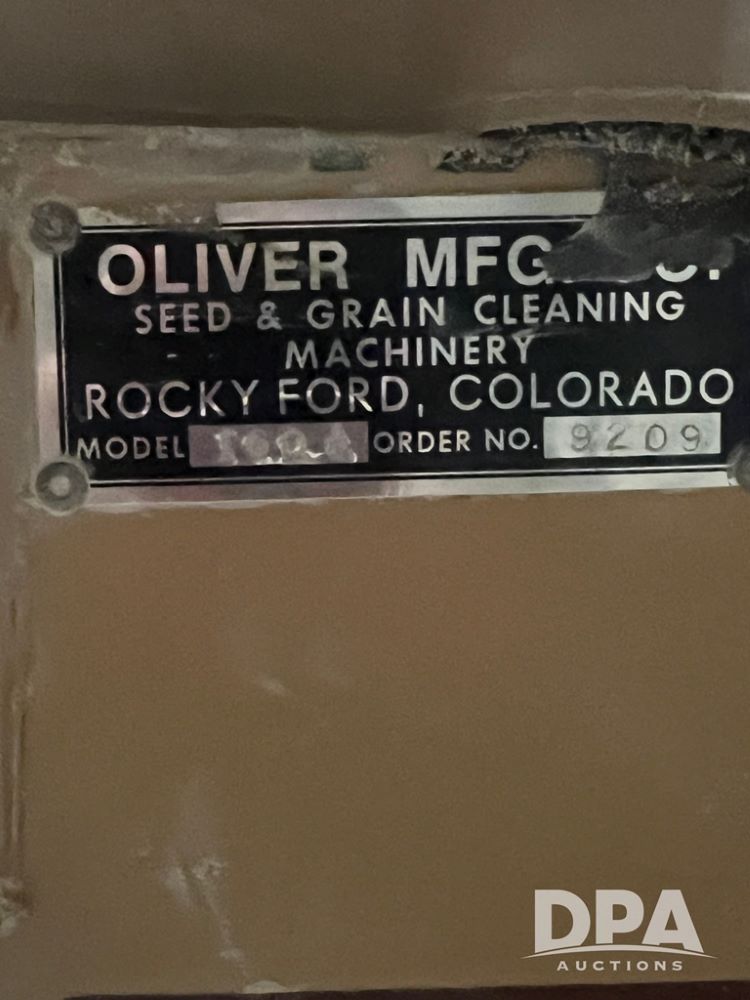 OLIVER MFG.
SEED & GRAIN CLEANING
MACHINERY
ROCKY FORD, COLORADO
MODEL ORDER NO. 9209
DPA
AUCTIONS